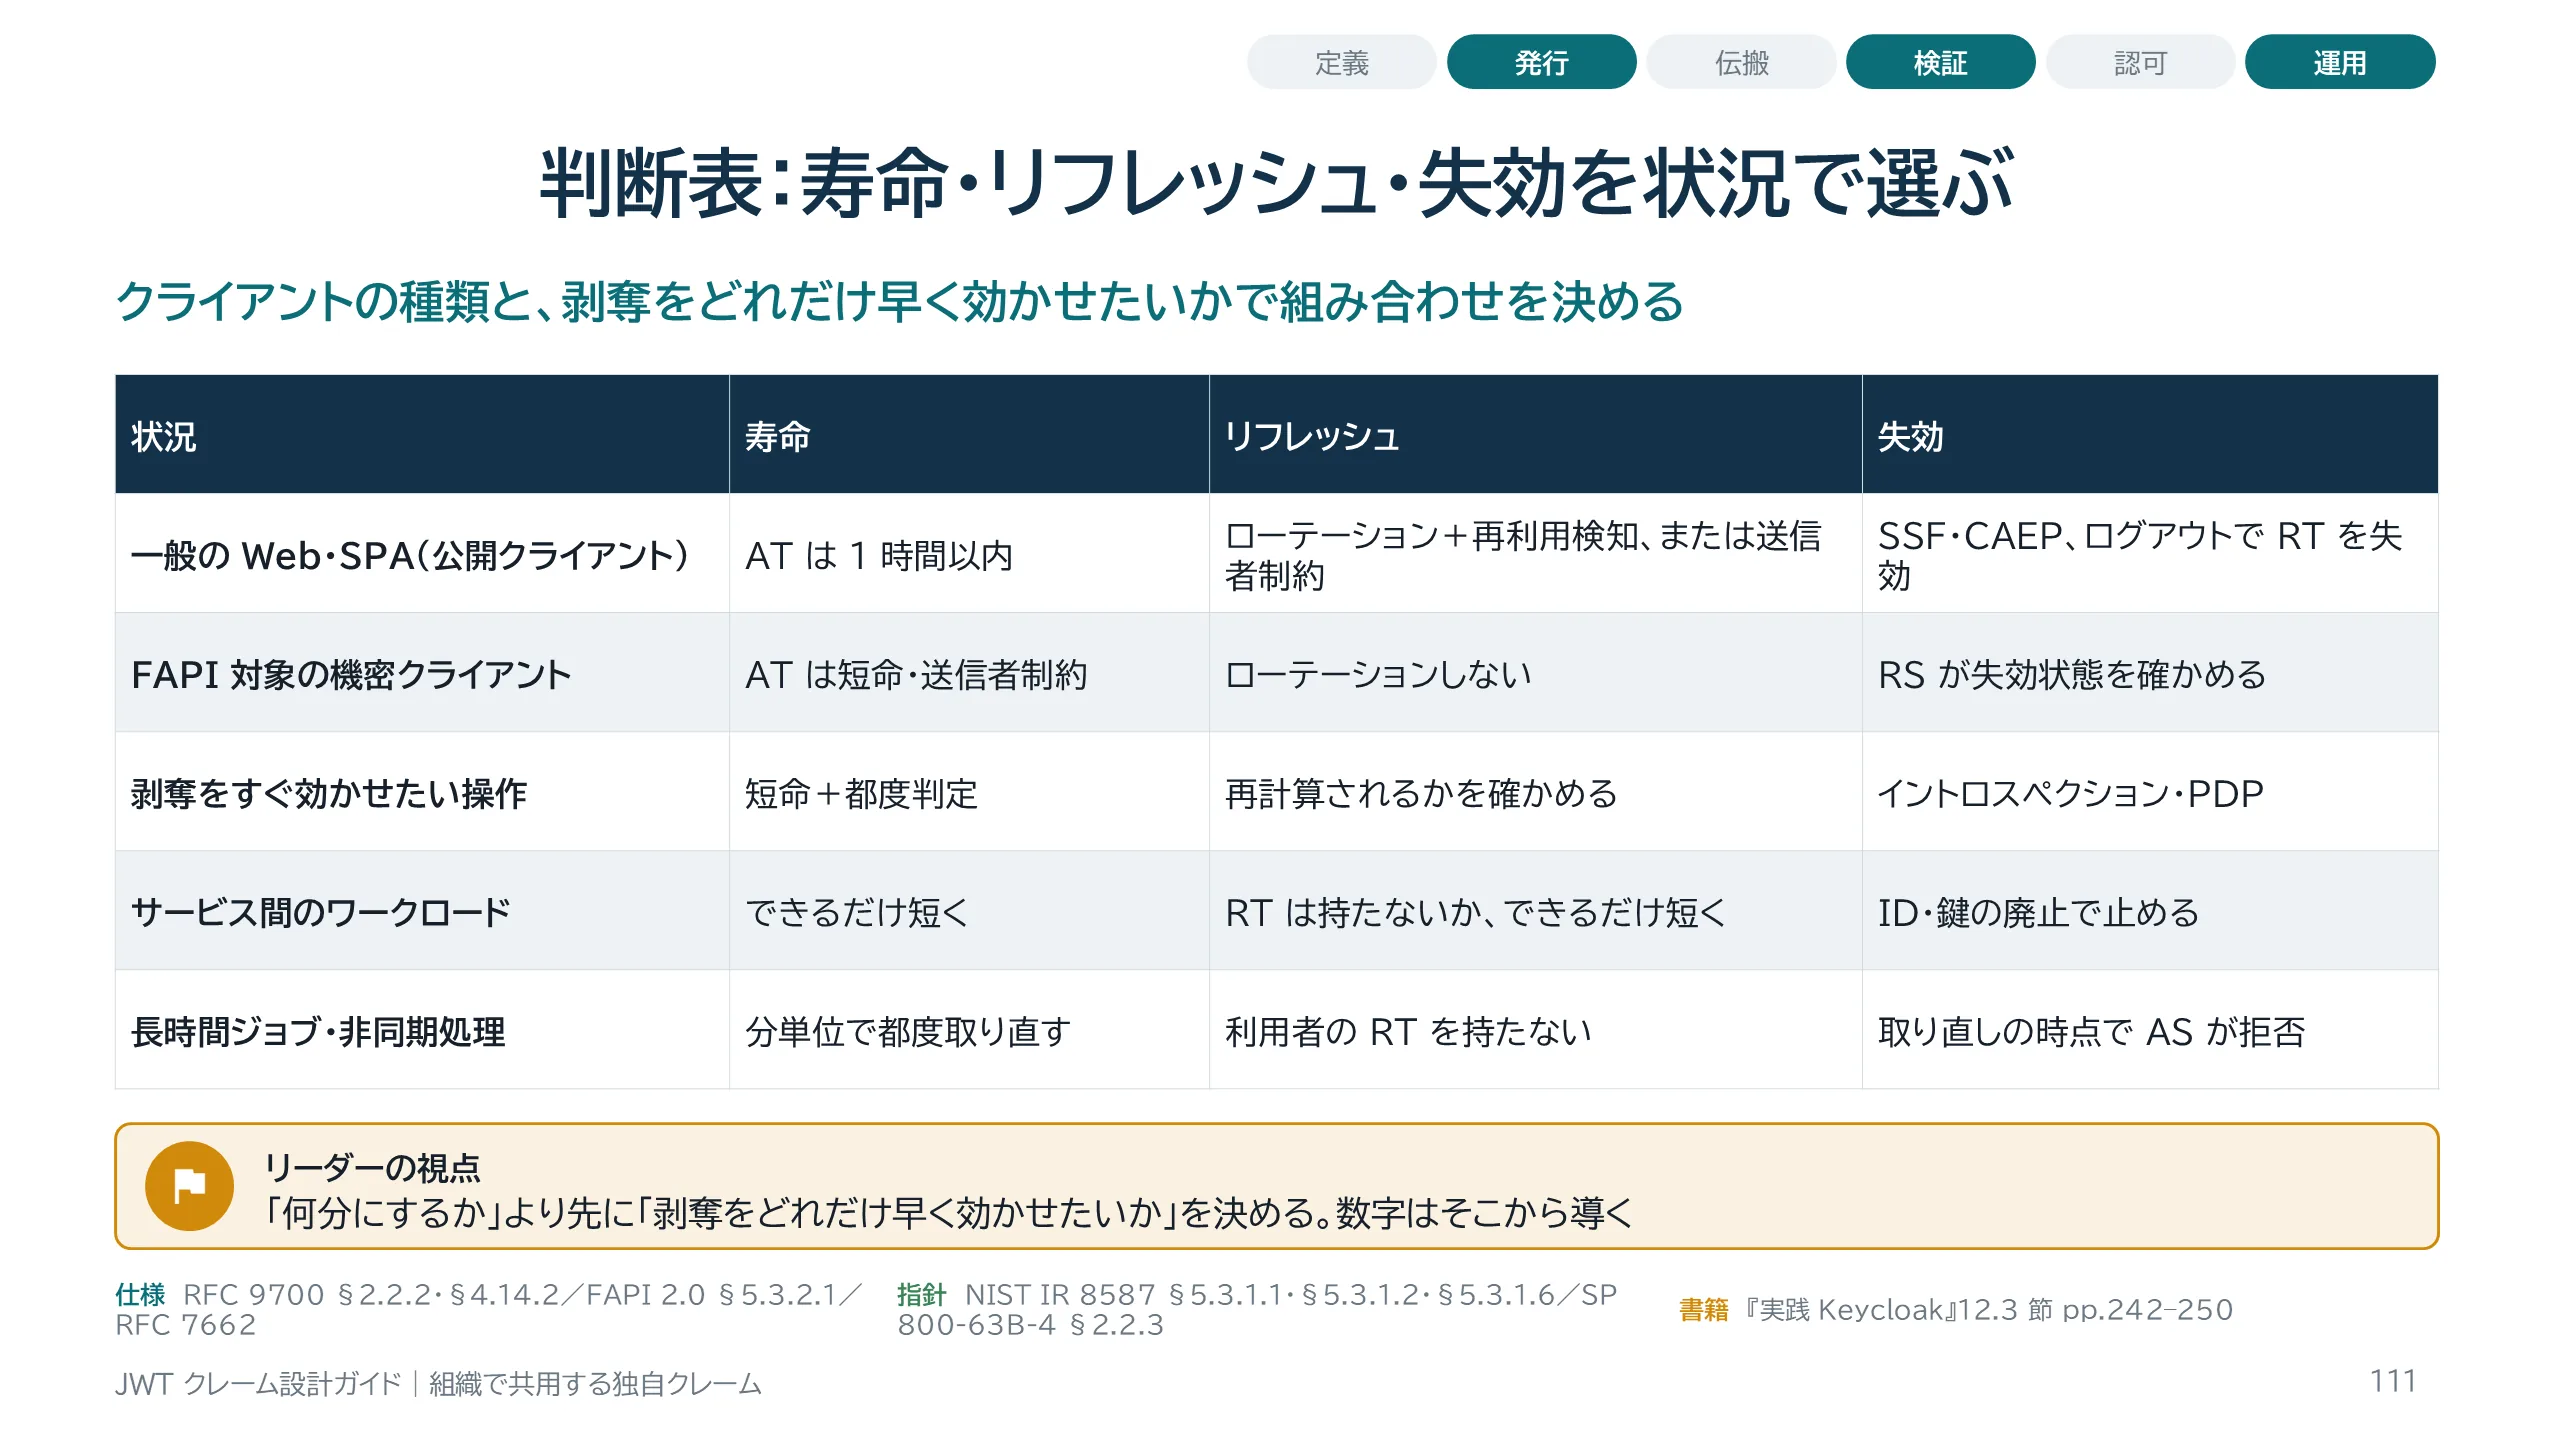 定義 発行 伝搬 検証 認可 運用
判断表：寿命・リフレッシュ・失効を状況で選ぶ
クライアントの種類と、剥奪をどれだけ早く効かせたいかで組み合わせを決める
状況 寿命 リフレッシュ 失効
一般の Web・SPA（公開クライアント） AT は 1 時間以内 ローテーション＋再利用検知、または送信
者制約 SSF・CAEP、ログアウトで RT を失
効
FAPI 対象の機密クライアント AT は短命・送信者制約 ローテーションしない RS が失効状態を確かめる
剥奪をすぐ効かせたい操作 短命＋都度判定 再計算されるかを確かめる イントロスペクション・PDP
サービス間のワークロード できるだけ短く RT は持たないか、できるだけ短く ID・鍵の廃止で止める
長時間ジョブ・非同期処理 分単位で都度取り直す 利用者の RT を持たない 取り直しの時点で AS が拒否
リーダーの視点
「何分にするか」より先に「剥奪をどれだけ早く効かせたいか」を決める。数字はそこから導く
仕様 RFC 9700 §2.2.2・§4.14.2／FAPI 2.0 §5.3.2.1／
RFC 7662
指針 NIST IR 8587 §5.3.1.1・§5.3.1.2・§5.3.1.6／SP
800-63B-4 §2.2.3
書籍 『実践 Keycloak』12.3 節 pp.242–250
JWT クレーム設計ガイド｜組織で共用する独自クレーム
111